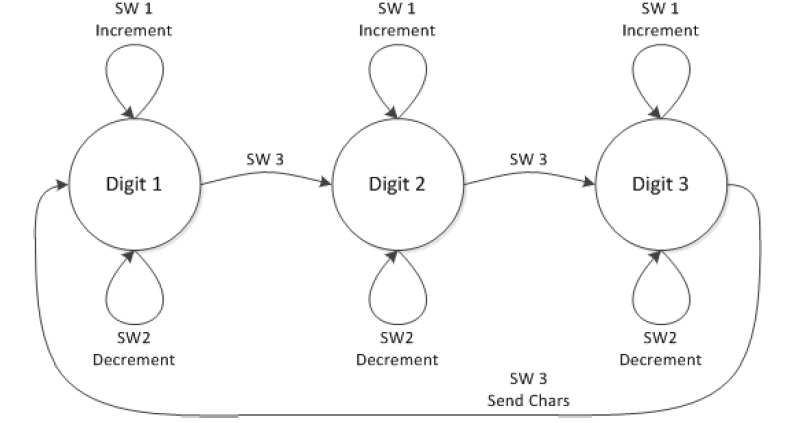 SW 1
Increment
SW 1
Increment
SW 1
Increment
Digit 1
SW 3
Digit 2
SW 3
Digit 3
SW2
Decrement
SW2
Decrement
SW2
Decrement
SW 3
Send Chars